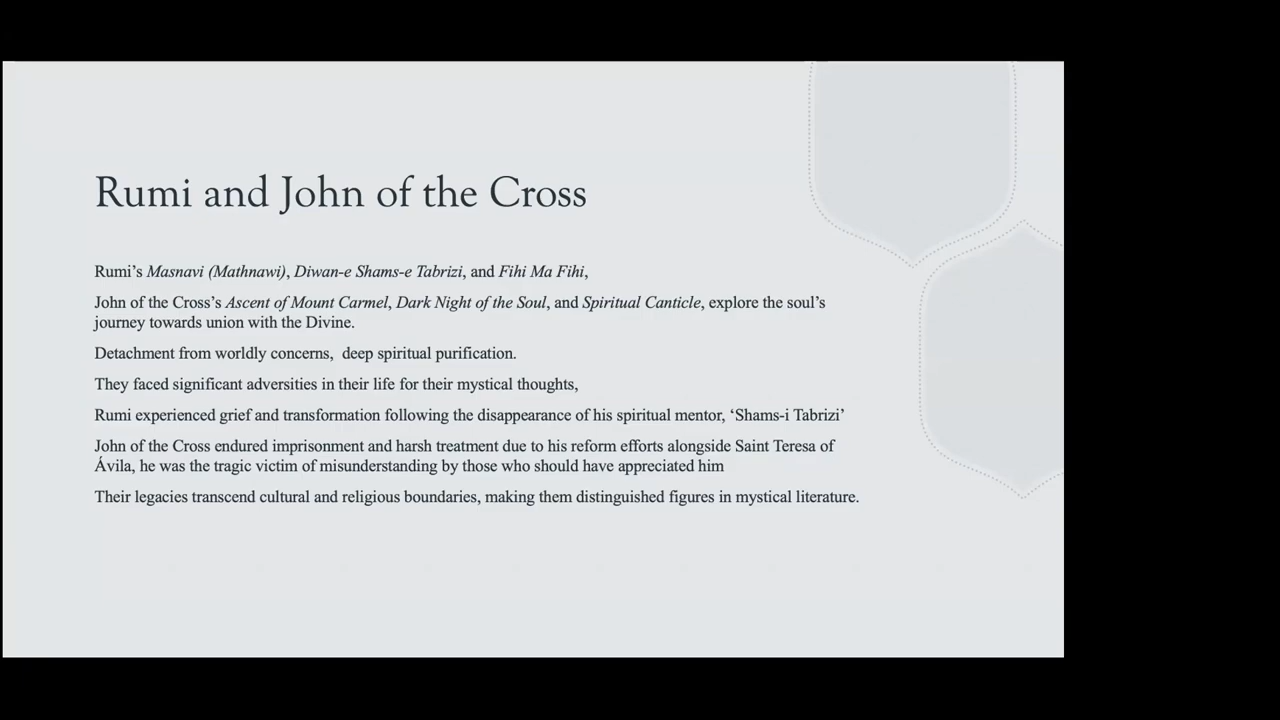 Rumi and John of the Cross
Rumi’s Masnavi (Mathnawi), Diwan-e Shams-e Tabrizi, and Fihi Ma Fihi,
John of the Cross’s Ascent of Mount Carmel, Dark Night of the Soul, and Spiritual Canticle, explore the soul’s
journey towards union with the Divine.
Detachment from worldly concerns,  deep spiritual purification.
They faced significant adversities in their life for their mystical thoughts,
Rumi experienced grief and transformation following the disappearance of his spiritual mentor, ‘Shams-i Tabrizi’
John of the Cross endured imprisonment and harsh treatment due to his reform efforts alongside Saint Teresa of
Ávila, he was the tragic victim of misunderstanding by those who should have appreciated him
Their legacies transcend cultural and religious boundaries, making them distinguished figures in mystical literature.